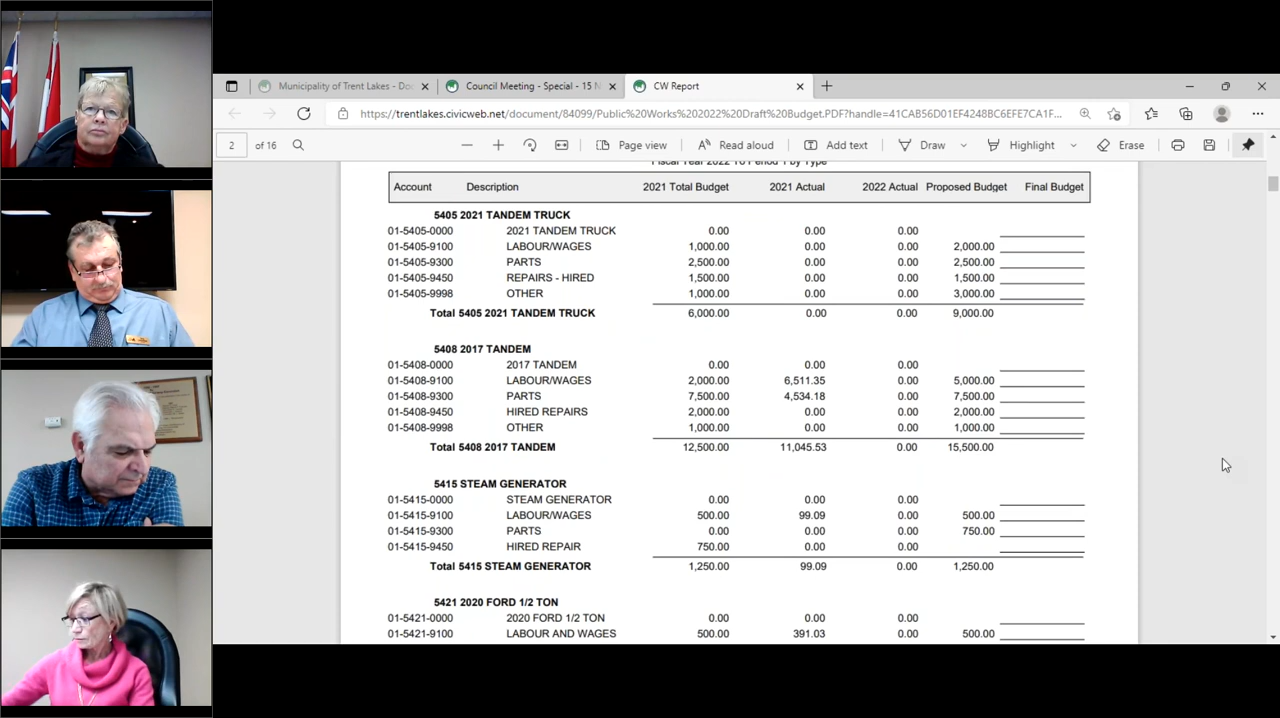 Municipality of Trent Lakes - Doc
Council Meeting - Special - 15 N
CW Report
https://trentlakes.civicweb.net/document/84099/Public%20Works%202022%20Draft%20Budget.PDF?handle=41CAB56D01EF4248BC6EFE7CA1F...
2 of 16
Page view
Read aloud
Add text
Draw
Highlight
Erase
Fiscal Year 2022 To Period 1 by Type
Account Description 2021 Total Budget 2021 Actual 2022 Actual Proposed Budget Final Budget
5405 2021 TANDEM TRUCK
01-5405-0000 2021 TANDEM TRUCK 0.00 0.00 0.00
01-5405-9100 LABOUR/WAGES 1,000.00 0.00 0.00 2,000.00
01-5405-9300 PARTS 2,500.00 0.00 0.00 2,500.00
01-5405-9450 REPAIRS - HIRED 1,500.00 0.00 0.00 1,500.00
01-5405-9998 OTHER 1,000.00 0.00 0.00 3,000.00
Total 5405 2021 TANDEM TRUCK 6,000.00 0.00 0.00 9,000.00
5408 2017 TANDEM
01-5408-0000 2017 TANDEM 0.00 0.00 0.00
01-5408-9100 LABOUR/WAGES 2,000.00 6,511.35 0.00 5,000.00
01-5408-9300 PARTS 7,500.00 4,534.18 0.00 7,500.00
01-5408-9450 HIRED REPAIRS 2,000.00 0.00 0.00 2,000.00
01-5408-9998 OTHER 1,000.00 0.00 0.00 1,000.00
Total 5408 2017 TANDEM 12,500.00 11,045.53 0.00 15,500.00
5415 STEAM GENERATOR
01-5415-0000 STEAM GENERATOR 0.00 0.00 0.00
01-5415-9100 LABOUR/WAGES 500.00 99.09 0.00 500.00
01-5415-9300 PARTS 0.00 0.00 0.00 750.00
01-5415-9450 HIRED REPAIR 750.00 0.00 0.00
Total 5415 STEAM GENERATOR 1,250.00 99.09 0.00 1,250.00
5421 2020 FORD 1/2 TON
01-5421-0000 2020 FORD 1/2 TON 0.00 0.00 0.00
01-5421-9100 LABOUR AND WAGES 500.00 391.03 0.00 500.00